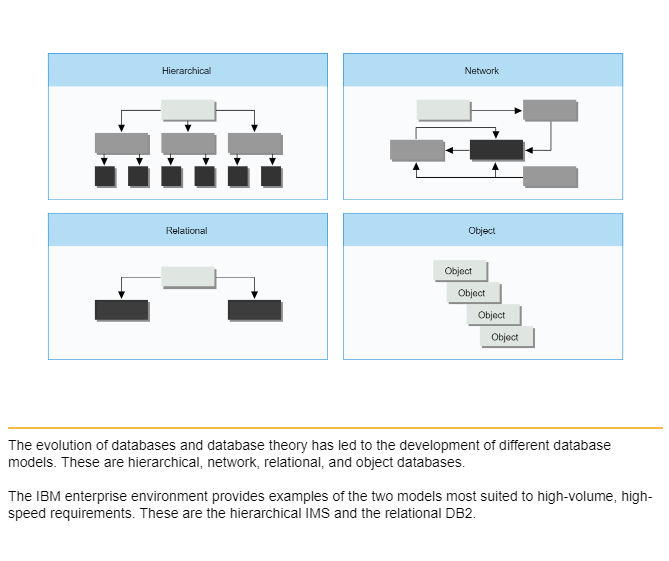 Hierarchical
Network
Relational
Object
Object
Object
Object
Object
The evolution of databases and database theory has led to the development of different database
models. These are hierarchical, network, relational, and object databases.
The IBM enterprise environment provides examples of the two models most suited to high-volume, high-
speed requirements. These are the hierarchical IMS and the relational DB2.